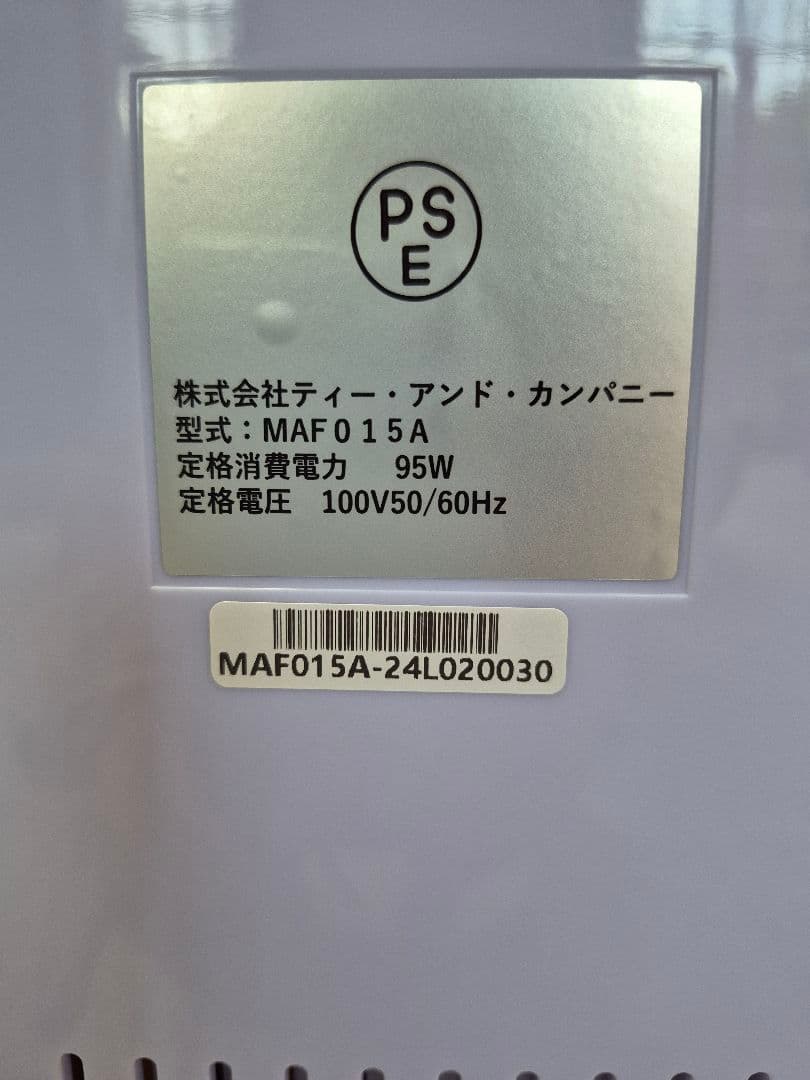 PS
E
株式会社ティー・アンド・カンパニー
型式：MAF０１５A
定格消費電力　95W
定格電圧　100V50/60Hz
MAF015A-24L020030